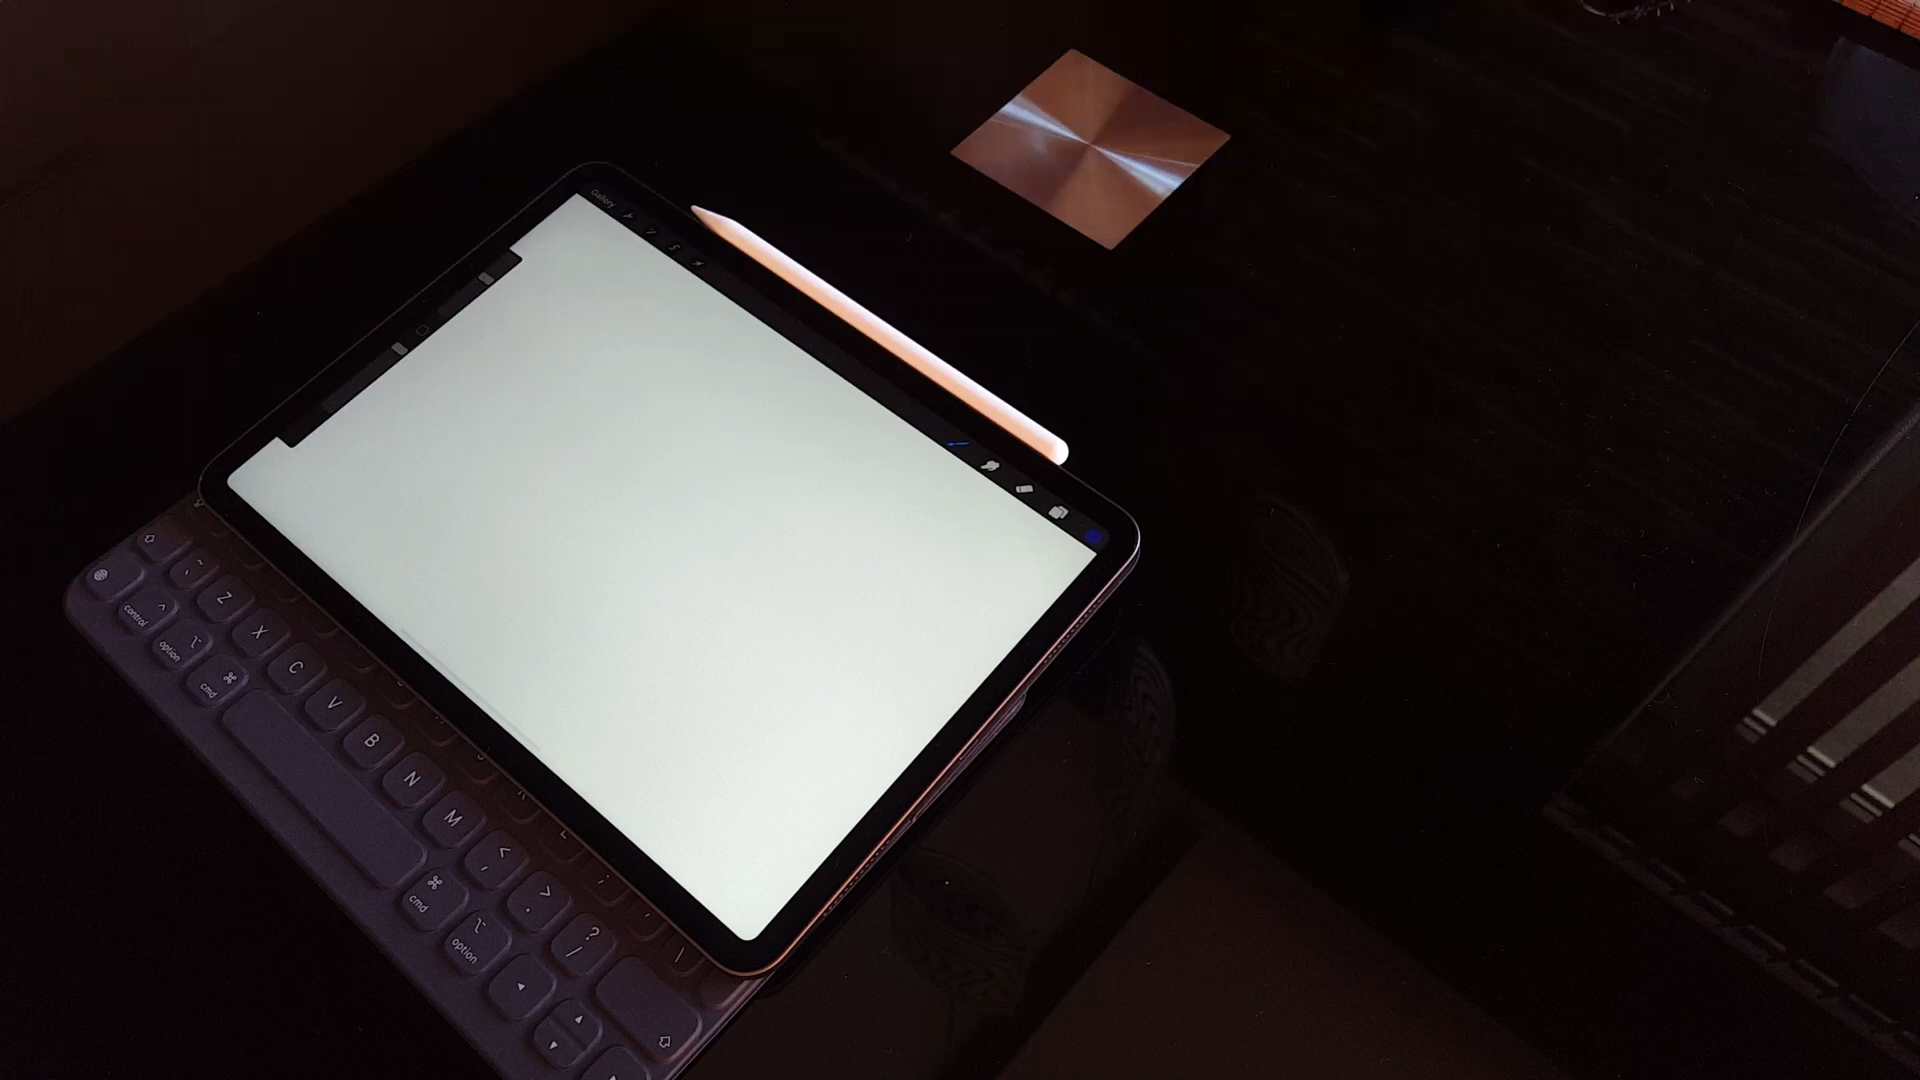 Gallery
~
Z
X
C
V
B
N
M
< ,
> .
? /
\
control
option
cmd
cmd
option